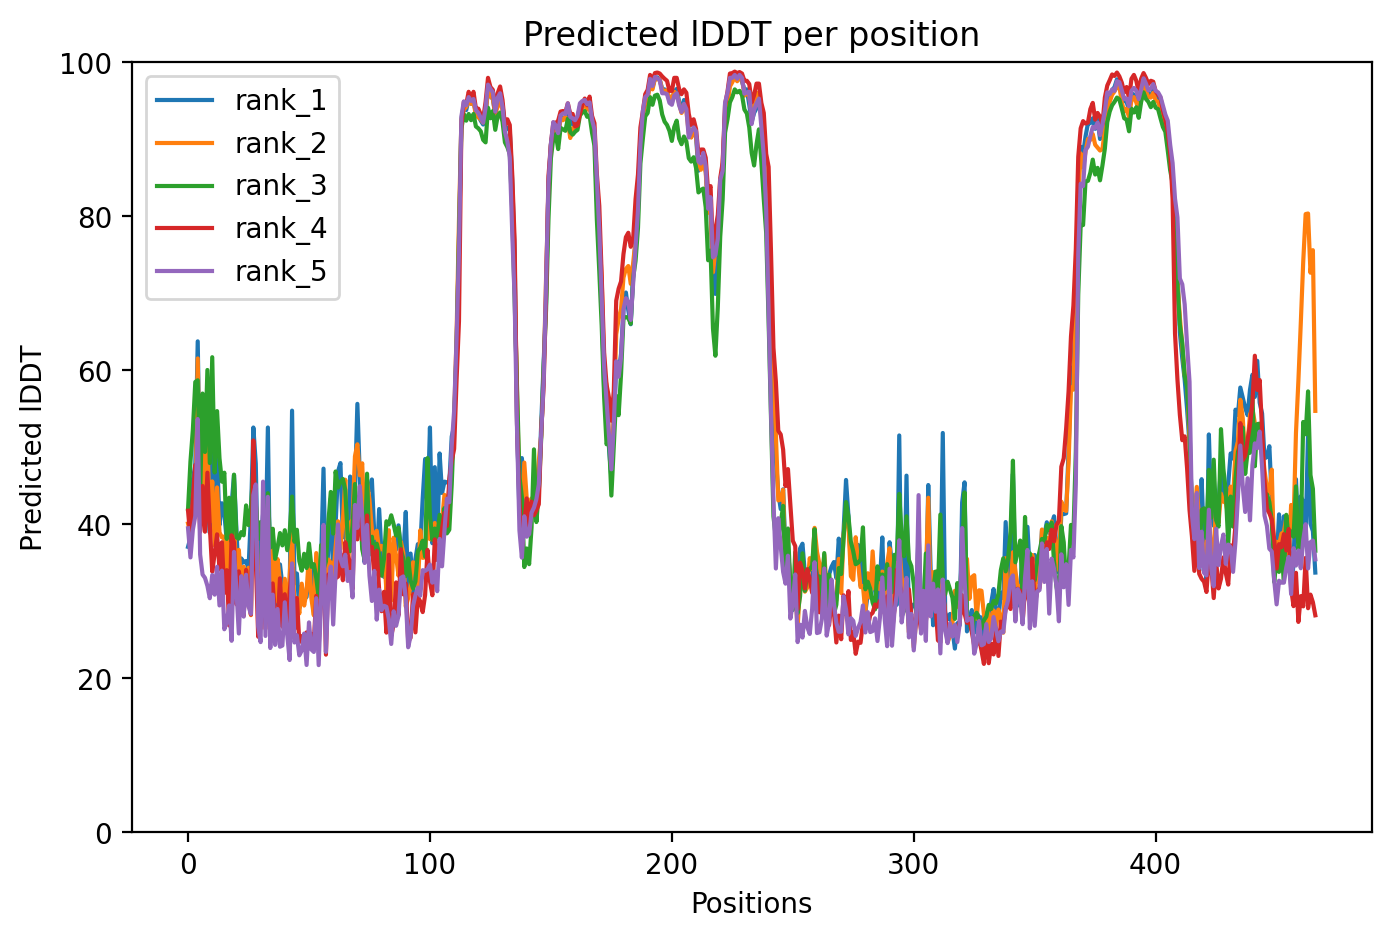 Predicted lDDT per position
100
80
60
40
20
0
Predicted lDDT
rank_1
rank_2
rank_3
rank_4
rank_5
0 100 200 300 400
Positions